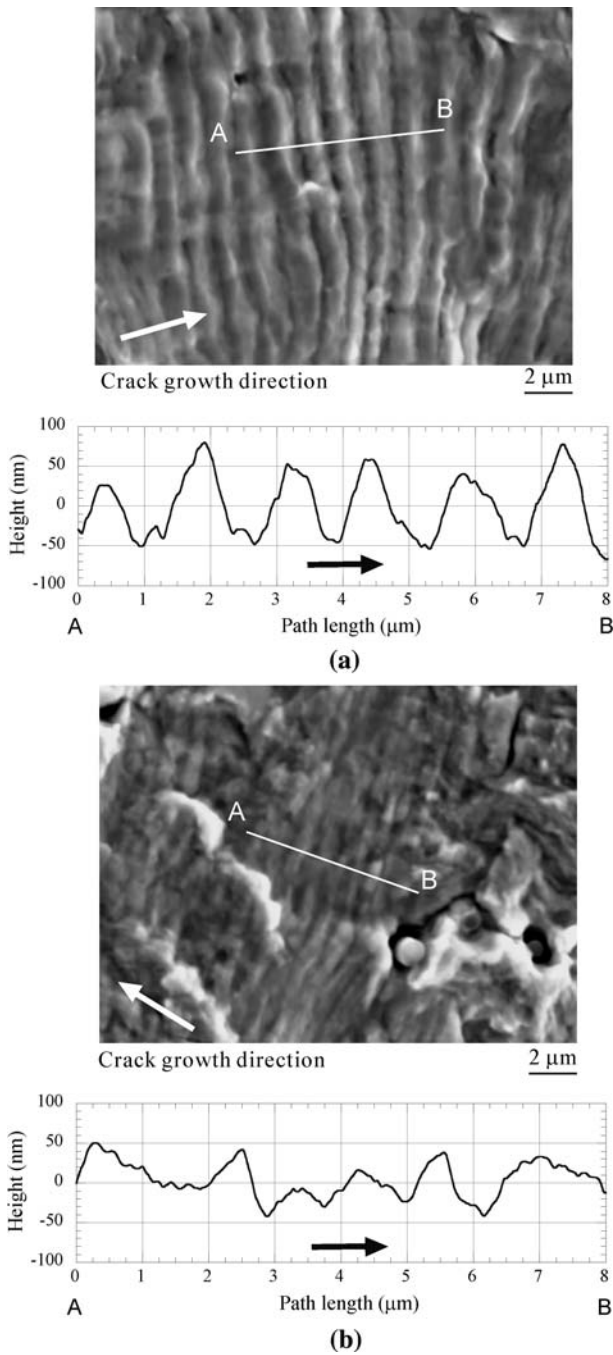 A
B
Crack growth direction
2 μm
100
50
0
-50
-100
Height (nm)
0 1 2 3 4 5 6 7 8
A
Path length (μm)
B
(a)
A
B
Crack growth direction
2 μm
100
50
0
-50
-100
Height (nm)
0 1 2 3 4 5 6 7 8
A
Path length (μm)
B
(b)